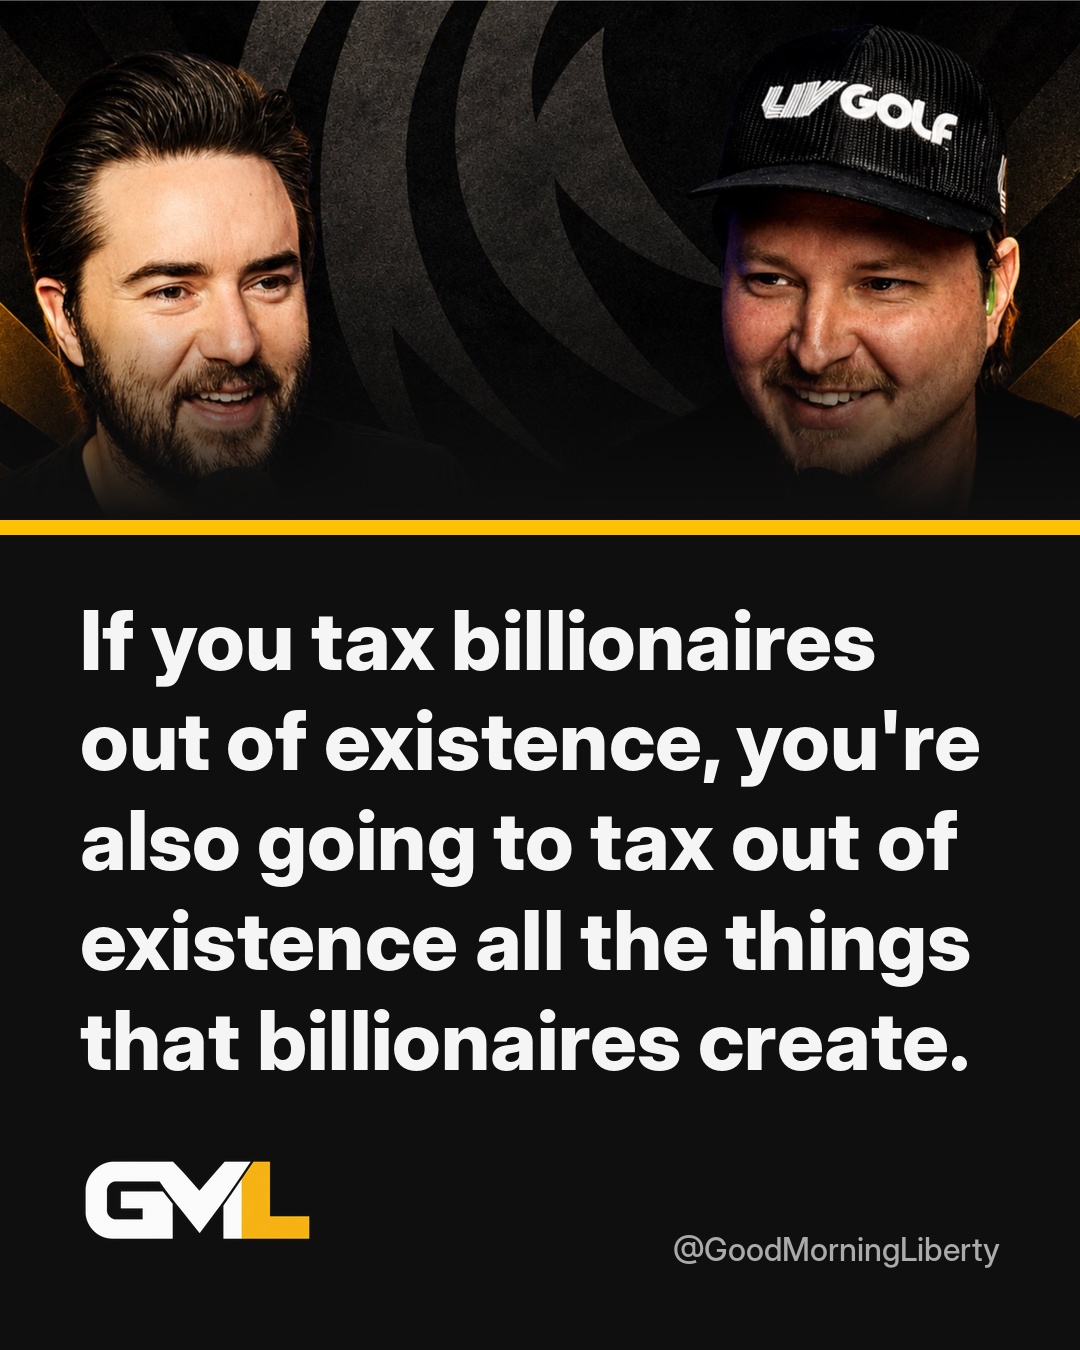 LIV GOLF
If you tax billionaires
out of existence, you're
also going to tax out of
existence all the things
that billionaires create.
GML
@GoodMorningLiberty